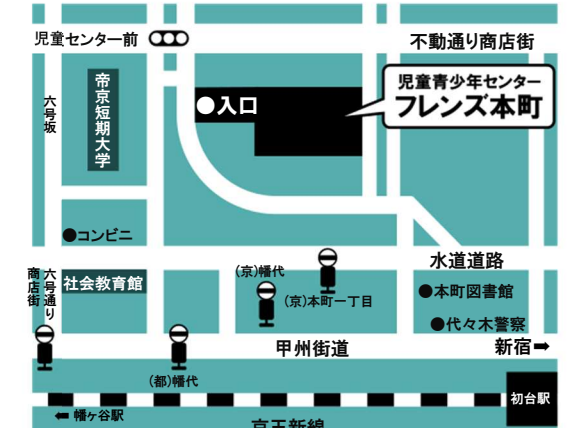 児童センター前
不動通り商店街
児童青少年センター
フレンズ本町
帝京短期大学
六号坂
●入口
●コンビニ
水道道路
六号通り
商店街
社会教育館
(京)幡代
(京)本町一丁目
●本町図書館
●代々木警察
甲州街道
新宿➡
(都)幡代
初台駅
⬅幡ヶ谷駅
京王新線